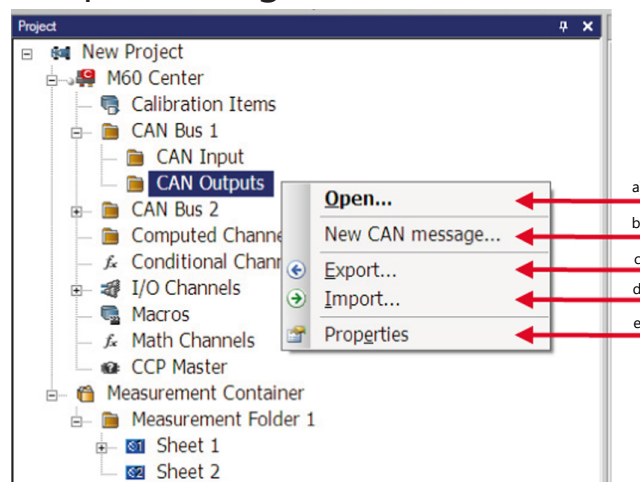 Project
New Project
M60 Center
Calibration Items
CAN Bus 1
CAN Input
CAN Outputs
Open...
a
CAN Bus 2
New CAN message...
b
Computed Channe
Conditional Chann
Export...
c
I/O Channels
Import...
d
Macros
Math Channels
Properties
e
CCP Master
Measurement Container
Measurement Folder 1
Sheet 1
Sheet 2